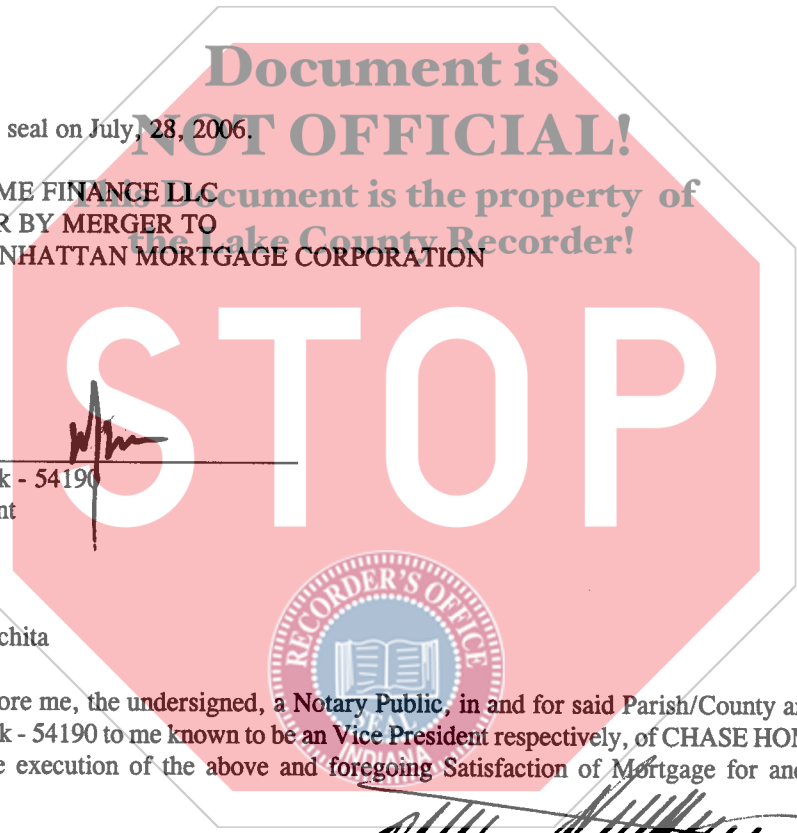 Document is
seal on July, 28, 2006.
NOT OFFICIAL!
ME FINANCE LLC
This Document is the property of
R BY MERGER TO
the Lake County Recorder!
NHATTAN MORTGAGE CORPORATION
STOP
k - 54190
nt
RECORDER'S OFFICE
chita
ore me, the undersigned, a Notary Public, in and for said Parish/County a
SEAL
k - 54190 to me known to be an Vice President respectively, of CHASE HOM
INDIANA
e execution of the above and foregoing Satisfaction of Mortgage for and